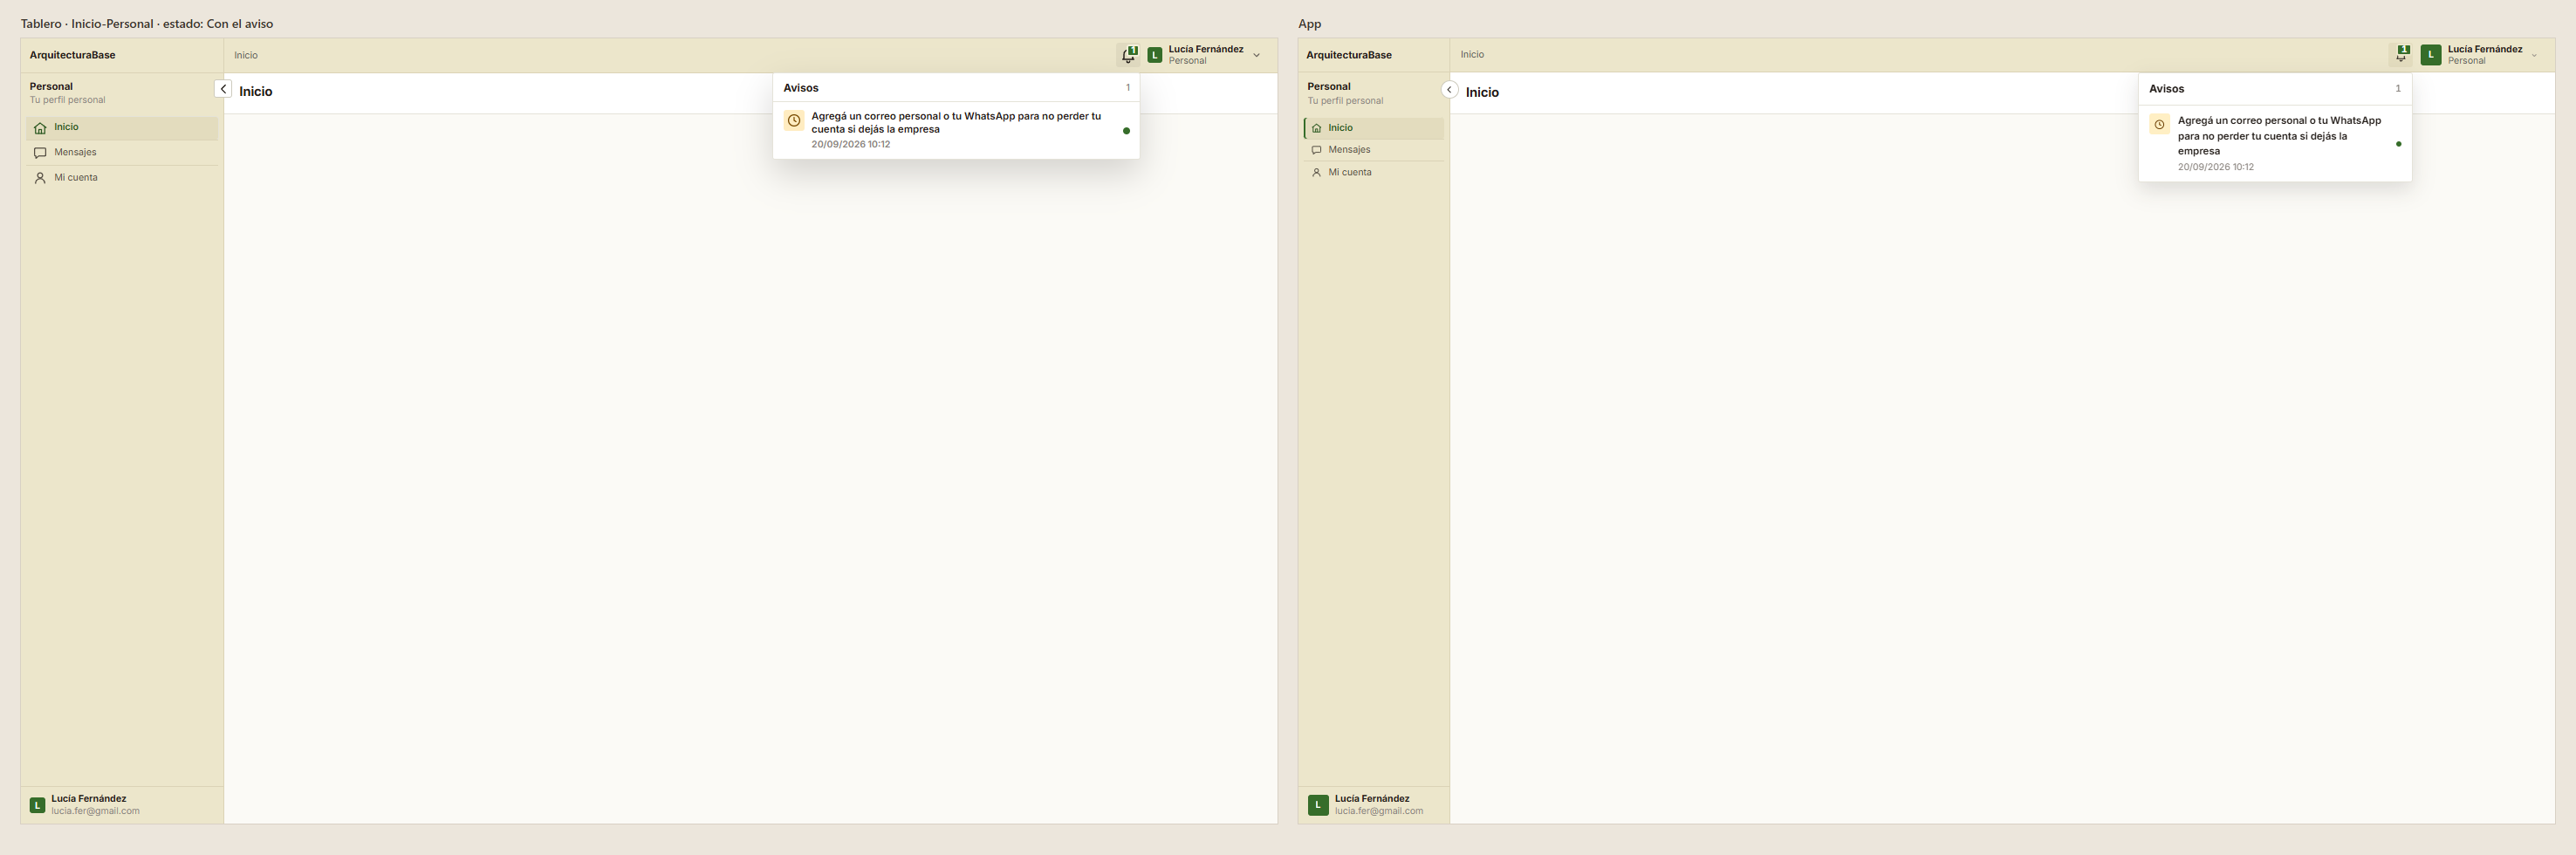 Tablero · Inicio-Personal · estado: Con el aviso
ArquitecturaBase
Inicio
1
L
Lucía Fernández
Personal
Personal
Tu perfil personal
Inicio
Inicio
Mensajes
Mi cuenta
Avisos
1
Agregá un correo personal o tu WhatsApp para no perder tu
cuenta si dejás la empresa
20/09/2026 10:12
L
Lucía Fernández
lucia.fer@gmail.com
App
ArquitecturaBase
Inicio
1
L
Lucía Fernández
Personal
Personal
Tu perfil personal
Inicio
Inicio
Mensajes
Mi cuenta
Avisos
1
Agregá un correo personal o tu WhatsApp
para no perder tu cuenta si dejás la
empresa
20/09/2026 10:12
L
Lucía Fernández
lucia.fer@gmail.com